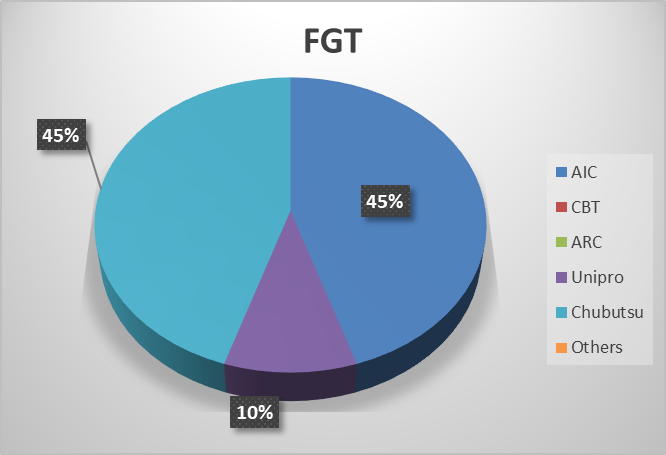 FGT
45%
45%
10%
AIC
CBT
ARC
Unipro
Chubutsu
Others